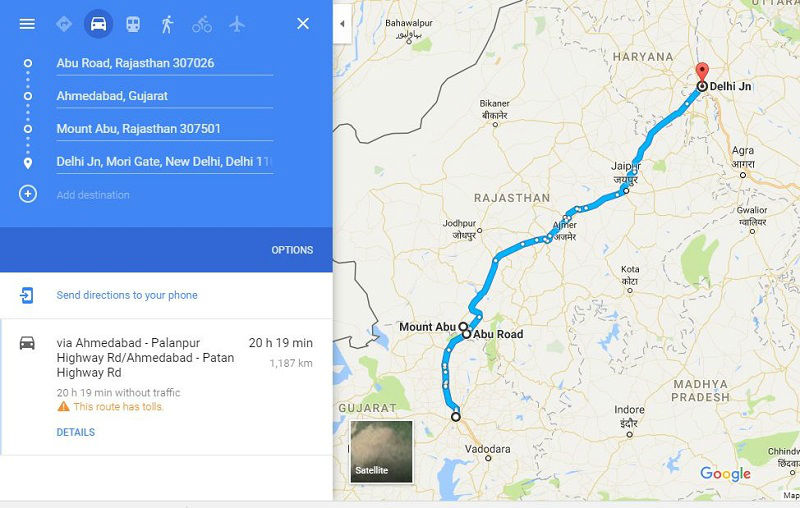 Abu Road, Rajasthan 307026
Ahmedabad, Gujarat
Mount Abu, Rajasthan 307501
Delhi Jn, Mori Gate, New Delhi, Delhi 110
Add destination
OPTIONS
Send directions to your phone
via Ahmedabad - Palanpur
Highway Rd/Ahmedabad - Patan
Highway Rd
20 h 19 min
1,187 km
20 h 19 min without traffic
This route has tolls.
DETAILS
Bahawalpur
بہاولپور
UTTARA
HARYANA
Delhi Jn
Bikaner
बीकानेर
Agra
आगरा
Jaipur
जयपुर
RAJASTHAN
Gwalior
ग्वालियर
Jodhpur
जोधपुर
Ajmer
अजमेर
Kota
कोटा
Mount Abu
Abu Road
MADHYA
PRADESH
GUJARAT
Indore
इंदौर
Vadodara
Chhindw
छिंदवा
Satellite
Google
Map